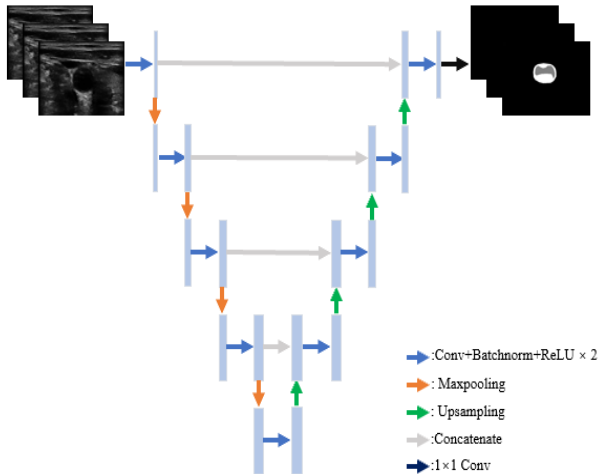 :Conv+Batchnorm+ReLU × 2
: Maxpooling
: Upsampling
:Concatenate
:1×1 Conv